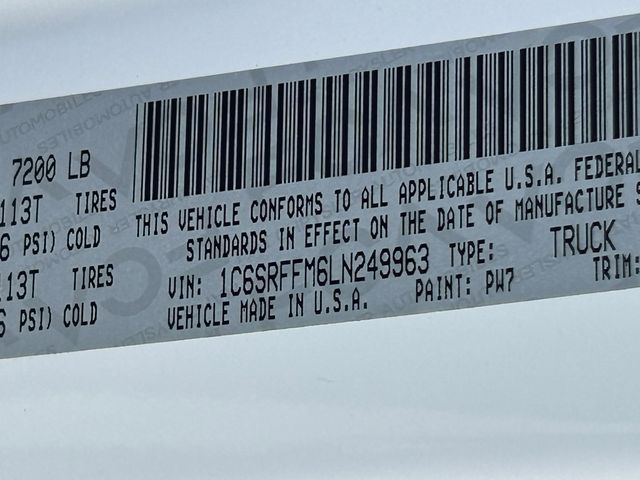 7200 LB
113T TIRES
6 PSI) COLD
113T TIRES
6 PSI) COLD
THIS VEHICLE CONFORMS TO ALL APPLICABLE U.S.A. FEDERAL
STANDARDS IN EFFECT ON THE DATE OF MANUFACTURE S
VIN: 1C6SRFFM6LN249963 TYPE: TRUCK
VEHICLE MADE IN U.S.A. PAINT: PW7 TRIM: